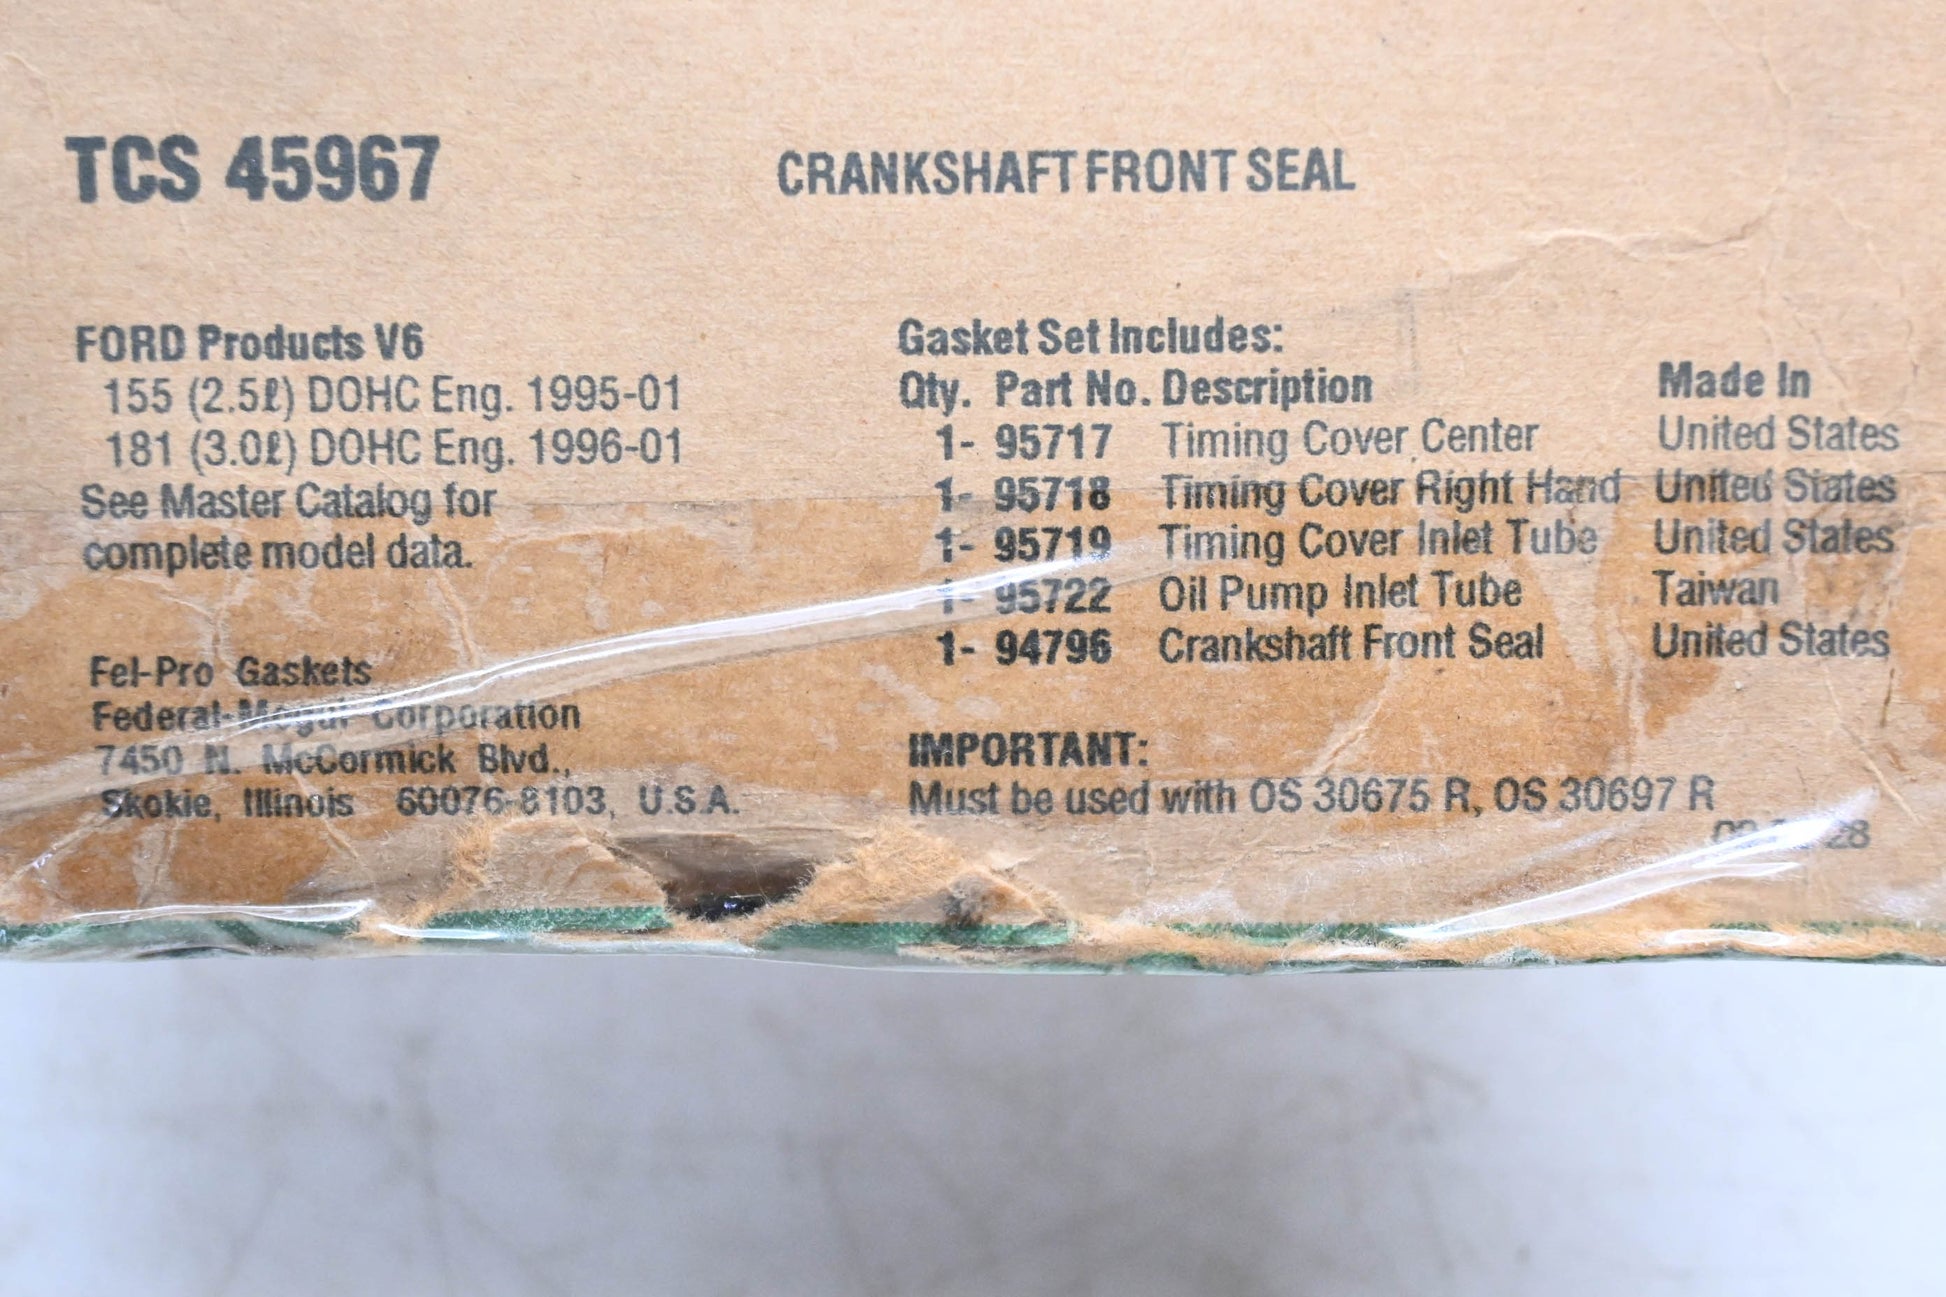 TCS 45967
CRANKSHAFT FRONT SEAL
FORD Products V6
155 (2.5ℓ) DOHC Eng. 1995-01
181 (3.0ℓ) DOHC Eng. 1996-01
See Master Catalog for
complete model data.
Fel-Pro Gaskets
Federal-Mogul Corporation
7450 N. McCormick Blvd.,
Skokie, Illinois 60076-8103, U.S.A.
Gasket Set Includes:
Qty. Part No. Description Made In
1- 95717 Timing Cover Center United States
1- 95718 Timing Cover Right Hand United States
1- 95719 Timing Cover Inlet Tube United States
1- 95722 Oil Pump Inlet Tube Taiwan
1- 94796 Crankshaft Front Seal United States
IMPORTANT:
Must be used with OS 30675 R, OS 30697 R